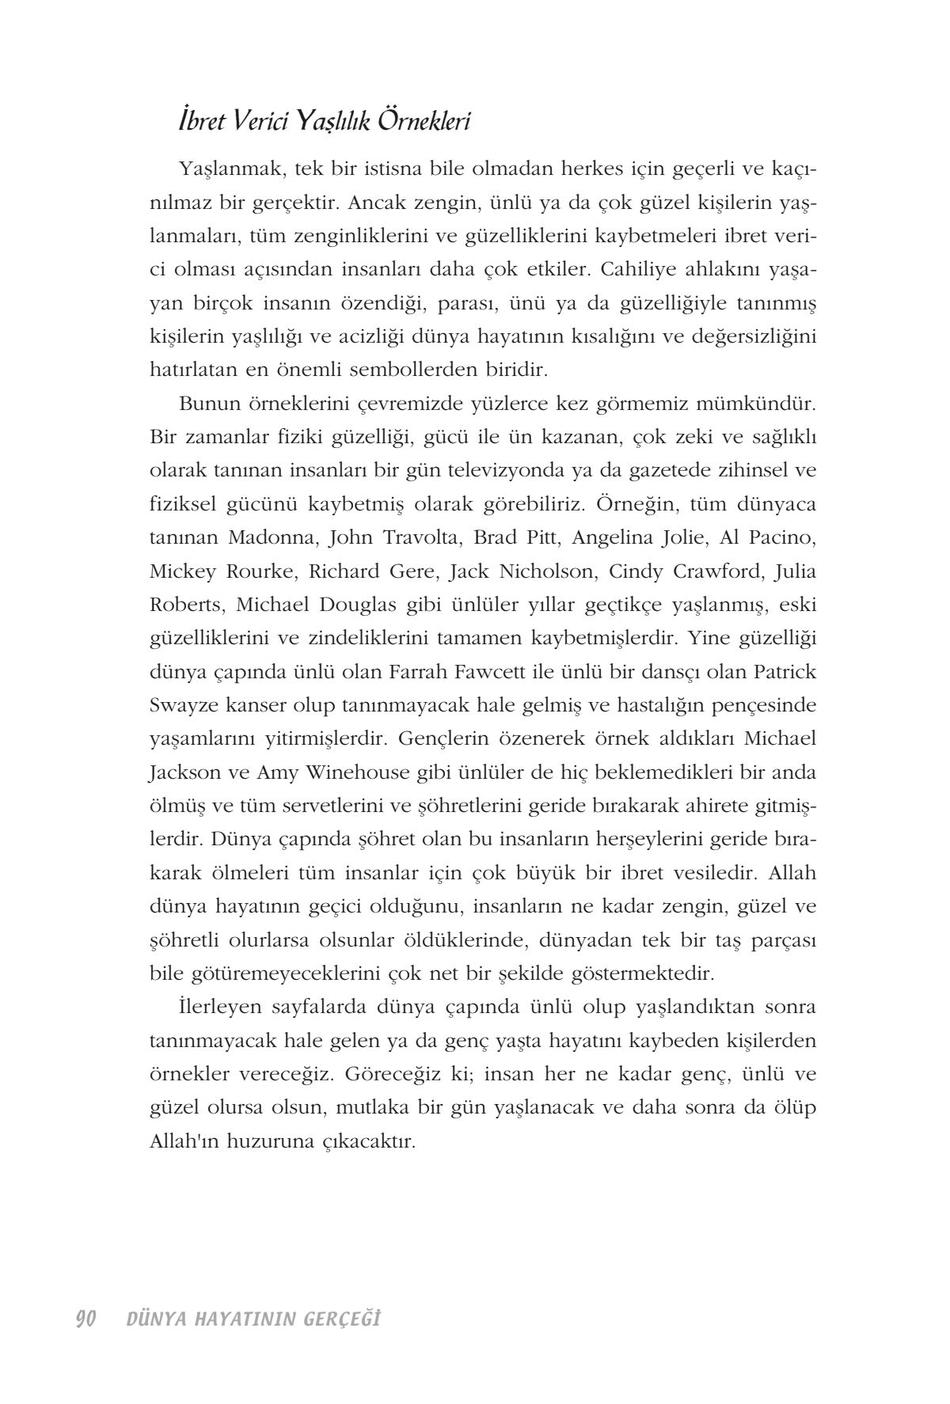 İbret Verici Yaşlılık Örnekleri
Yaşlanmak, tek bir istisna bile olmadan herkes için geçerli ve kaçı-
nılmaz bir gerçektir. Ancak zengin, ünlü ya da çok güzel kişilerin yaş-
lanmaları, tüm zenginliklerini ve güzelliklerini kaybetmeleri ibret veri-
ci olması açısından insanları daha çok etkiler. Cahiliye ahlakını yaşa-
yan birçok insanın özendiği, parası, ünü ya da güzelliğiyle tanınmış
kişilerin yaşlılığı ve acizliği dünya hayatının kısalığını ve değersizliğini
hatırlatan en önemli sembollerden biridir.
Bunun örneklerini çevremizde yüzlerce kez görmemiz mümkündür.
Bir zamanlar fiziki güzelliği, gücü ile ün kazanan, çok zeki ve sağlıklı
olarak tanınan insanları bir gün televizyonda ya da gazetede zihinsel ve
fiziksel gücünü kaybetmiş olarak görebiliriz. Örneğin, tüm dünyaca
tanınan Madonna, John Travolta, Brad Pitt, Angelina Jolie, Al Pacino,
Mickey Rourke, Richard Gere, Jack Nicholson, Cindy Crawford, Julia
Roberts, Michael Douglas gibi ünlüler yıllar geçtikçe yaşlanmış, eski
güzelliklerini ve zindeliklerini tamamen kaybetmişlerdir. Yine güzelliği
dünya çapında ünlü olan Farrah Fawcett ile ünlü bir dansçı olan Patrick
Swayze kanser olup tanınmayacak hale gelmiş ve hastalığın pençesinde
yaşamlarını yitirmişlerdir. Gençlerin özenerek örnek aldıkları Michael
Jackson ve Amy Winehouse gibi ünlüler de hiç beklemedikleri bir anda
ölmüş ve tüm servetlerini ve şöhretlerini geride bırakarak ahirete gitmiş-
lerdir. Dünya çapında şöhret olan bu insanların herşeylerini geride bıra-
karak ölmeleri tüm insanlar için çok büyük bir ibret vesiledir. Allah
dünya hayatının geçici olduğunu, insanların ne kadar zengin, güzel ve
şöhretli olurlarsa olsunlar öldüklerinde, dünyadan tek bir taş parçası
bile götüremeyeceklerini çok net bir şekilde göstermektedir.
İlerleyen sayfalarda dünya çapında ünlü olup yaşlandıktan sonra
tanınmayacak hale gelen ya da genç yaşta hayatını kaybeden kişilerden
örnekler vereceğiz. Göreceğiz ki; insan her ne kadar genç, ünlü ve
güzel olursa olsun, mutlaka bir gün yaşlanacak ve daha sonra da ölüp
Allah'ın huzuruna çıkacaktır.
90 DÜNYA HAYATININ GERÇEĞİ